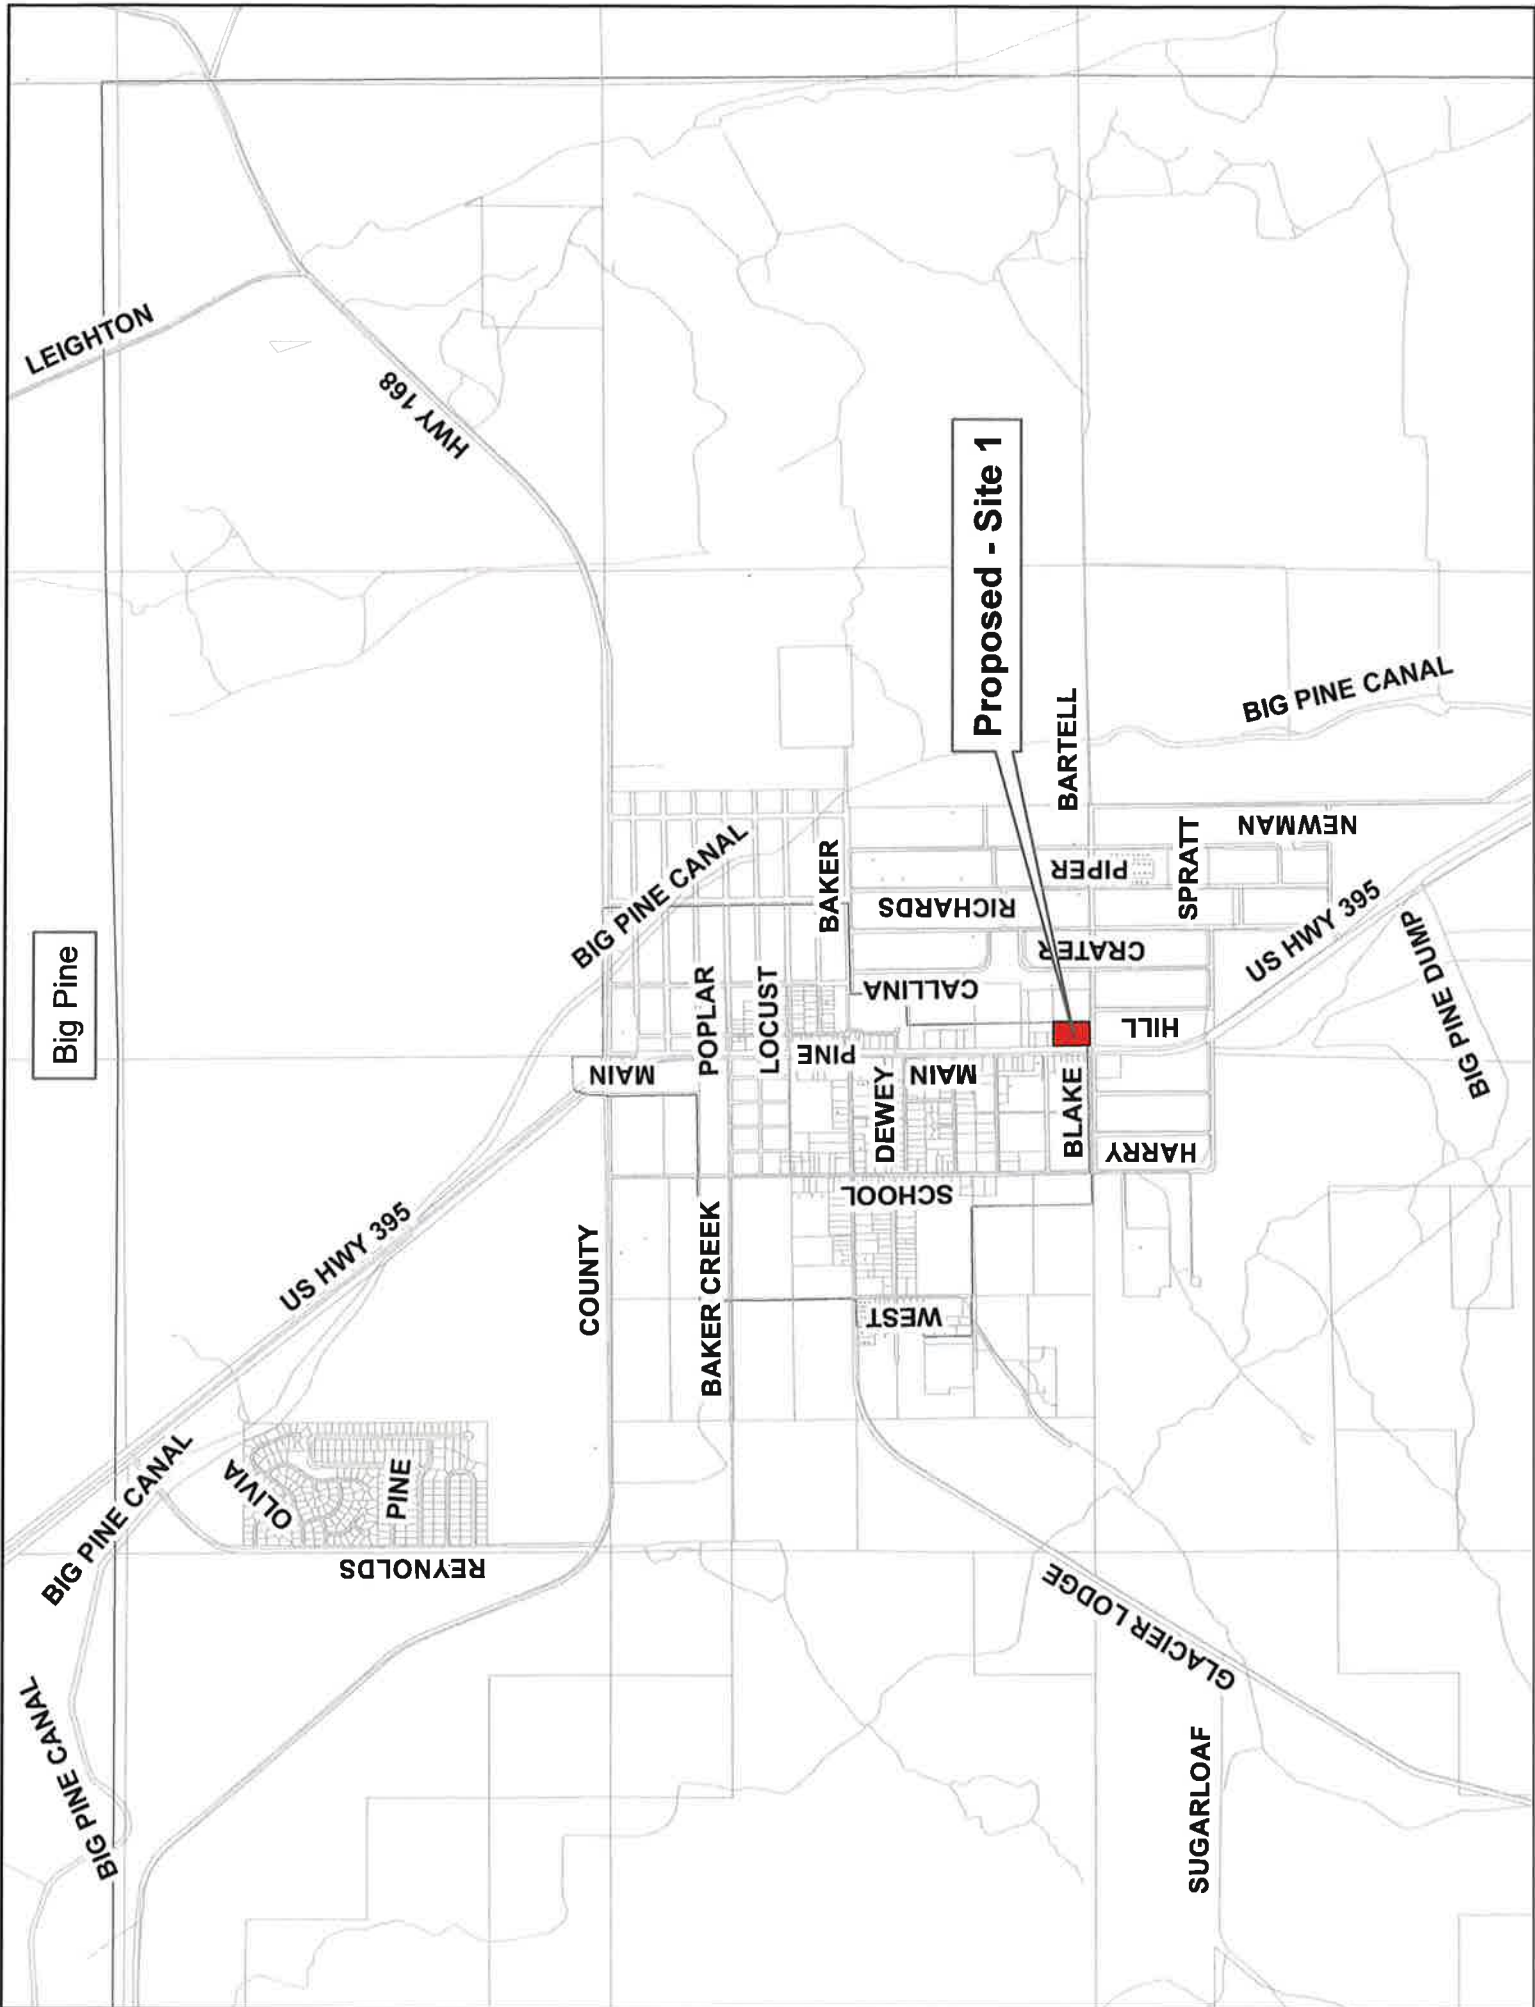 Big Pine
LEIGHTON
HWY 168
BIG PINE CANAL
BIG PINE CANAL
US HWY 395
OLIVIA
PINE
REYNOLDS
COUNTY
MAIN
BIG PINE CANAL
POPLAR
BAKER CREEK
LOCUST
PINE
BAKER
DEWEY
MAIN
SCHOOL
WEST
CALLINA
RICHARDS
Proposed - Site 1
BARTELL
PIPER
CRATER
BLAKE
HILL
HARRY
SPRATT
NEWMAN
BIG PINE CANAL
US HWY 395
BIG PINE DUMP
GLACIER LODGE
SUGARLOAF